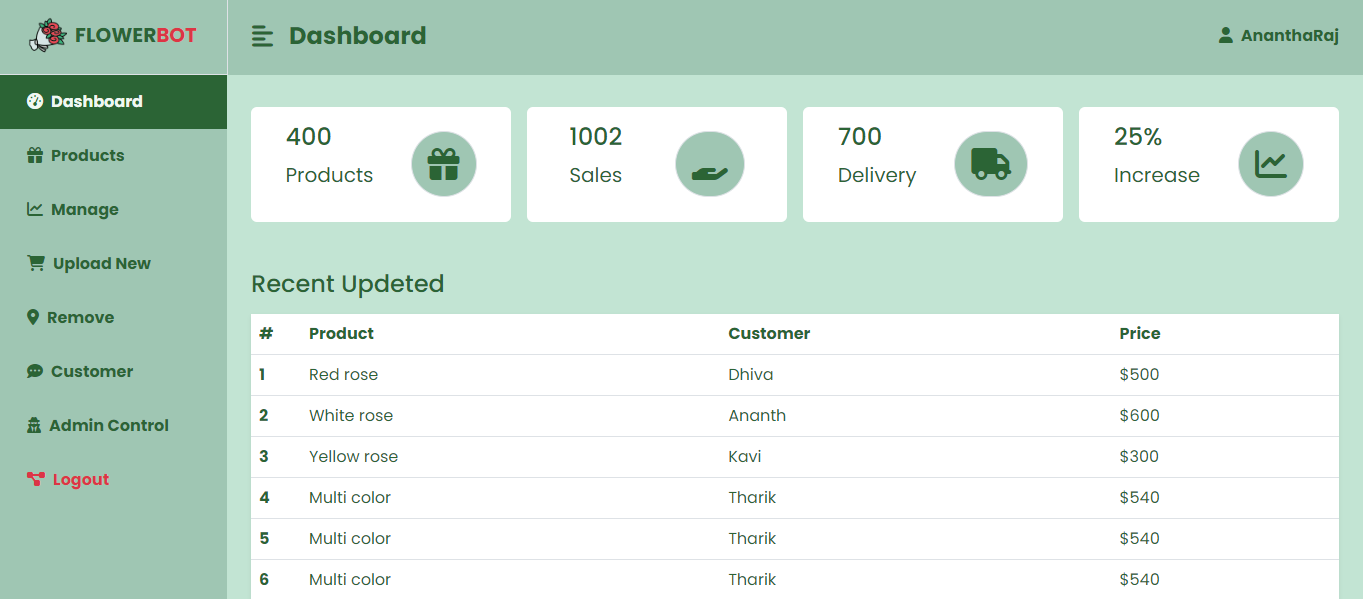 FLOWERBOT
Dashboard
AnanthaRaj
Dashboard
Products
Manage
Upload New
Remove
Customer
Admin Control
Logout
400
Products
1002
Sales
700
Delivery
25%
Increase
Recent Updeted
# Product Customer Price
1 Red rose Dhiva $500
2 White rose Ananth $600
3 Yellow rose Kavi $300
4 Multi color Tharik $540
5 Multi color Tharik $540
6 Multi color Tharik $540